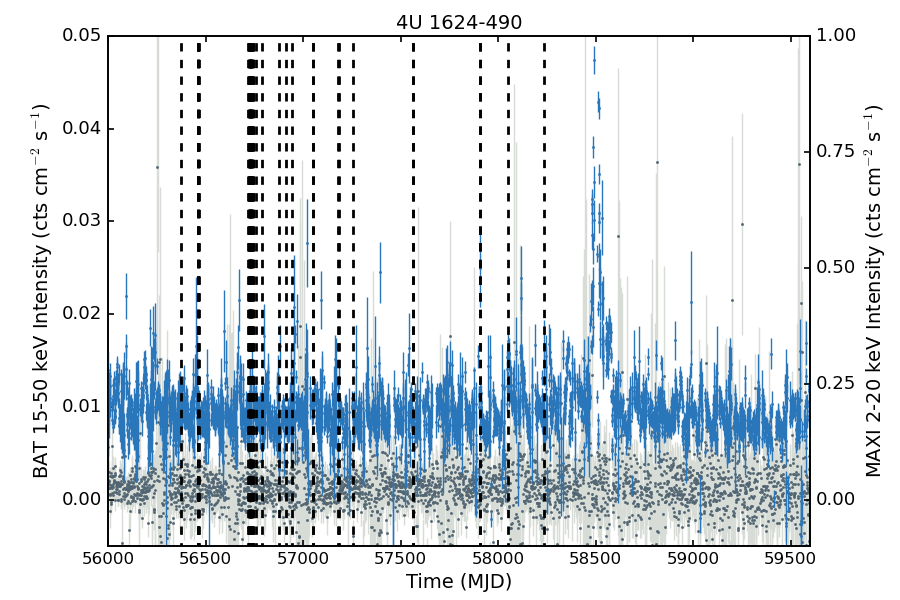 4U 1624-490
0.05
0.04
0.03
0.02
0.01
0.00
BAT 15-50 keV Intensity (cts cm⁻² s⁻¹)
1.00
0.75
0.50
0.25
0.00
MAXI 2-20 keV Intensity (cts cm⁻² s⁻¹)
56000 56500 57000 57500 58000 58500 59000 59500
Time (MJD)